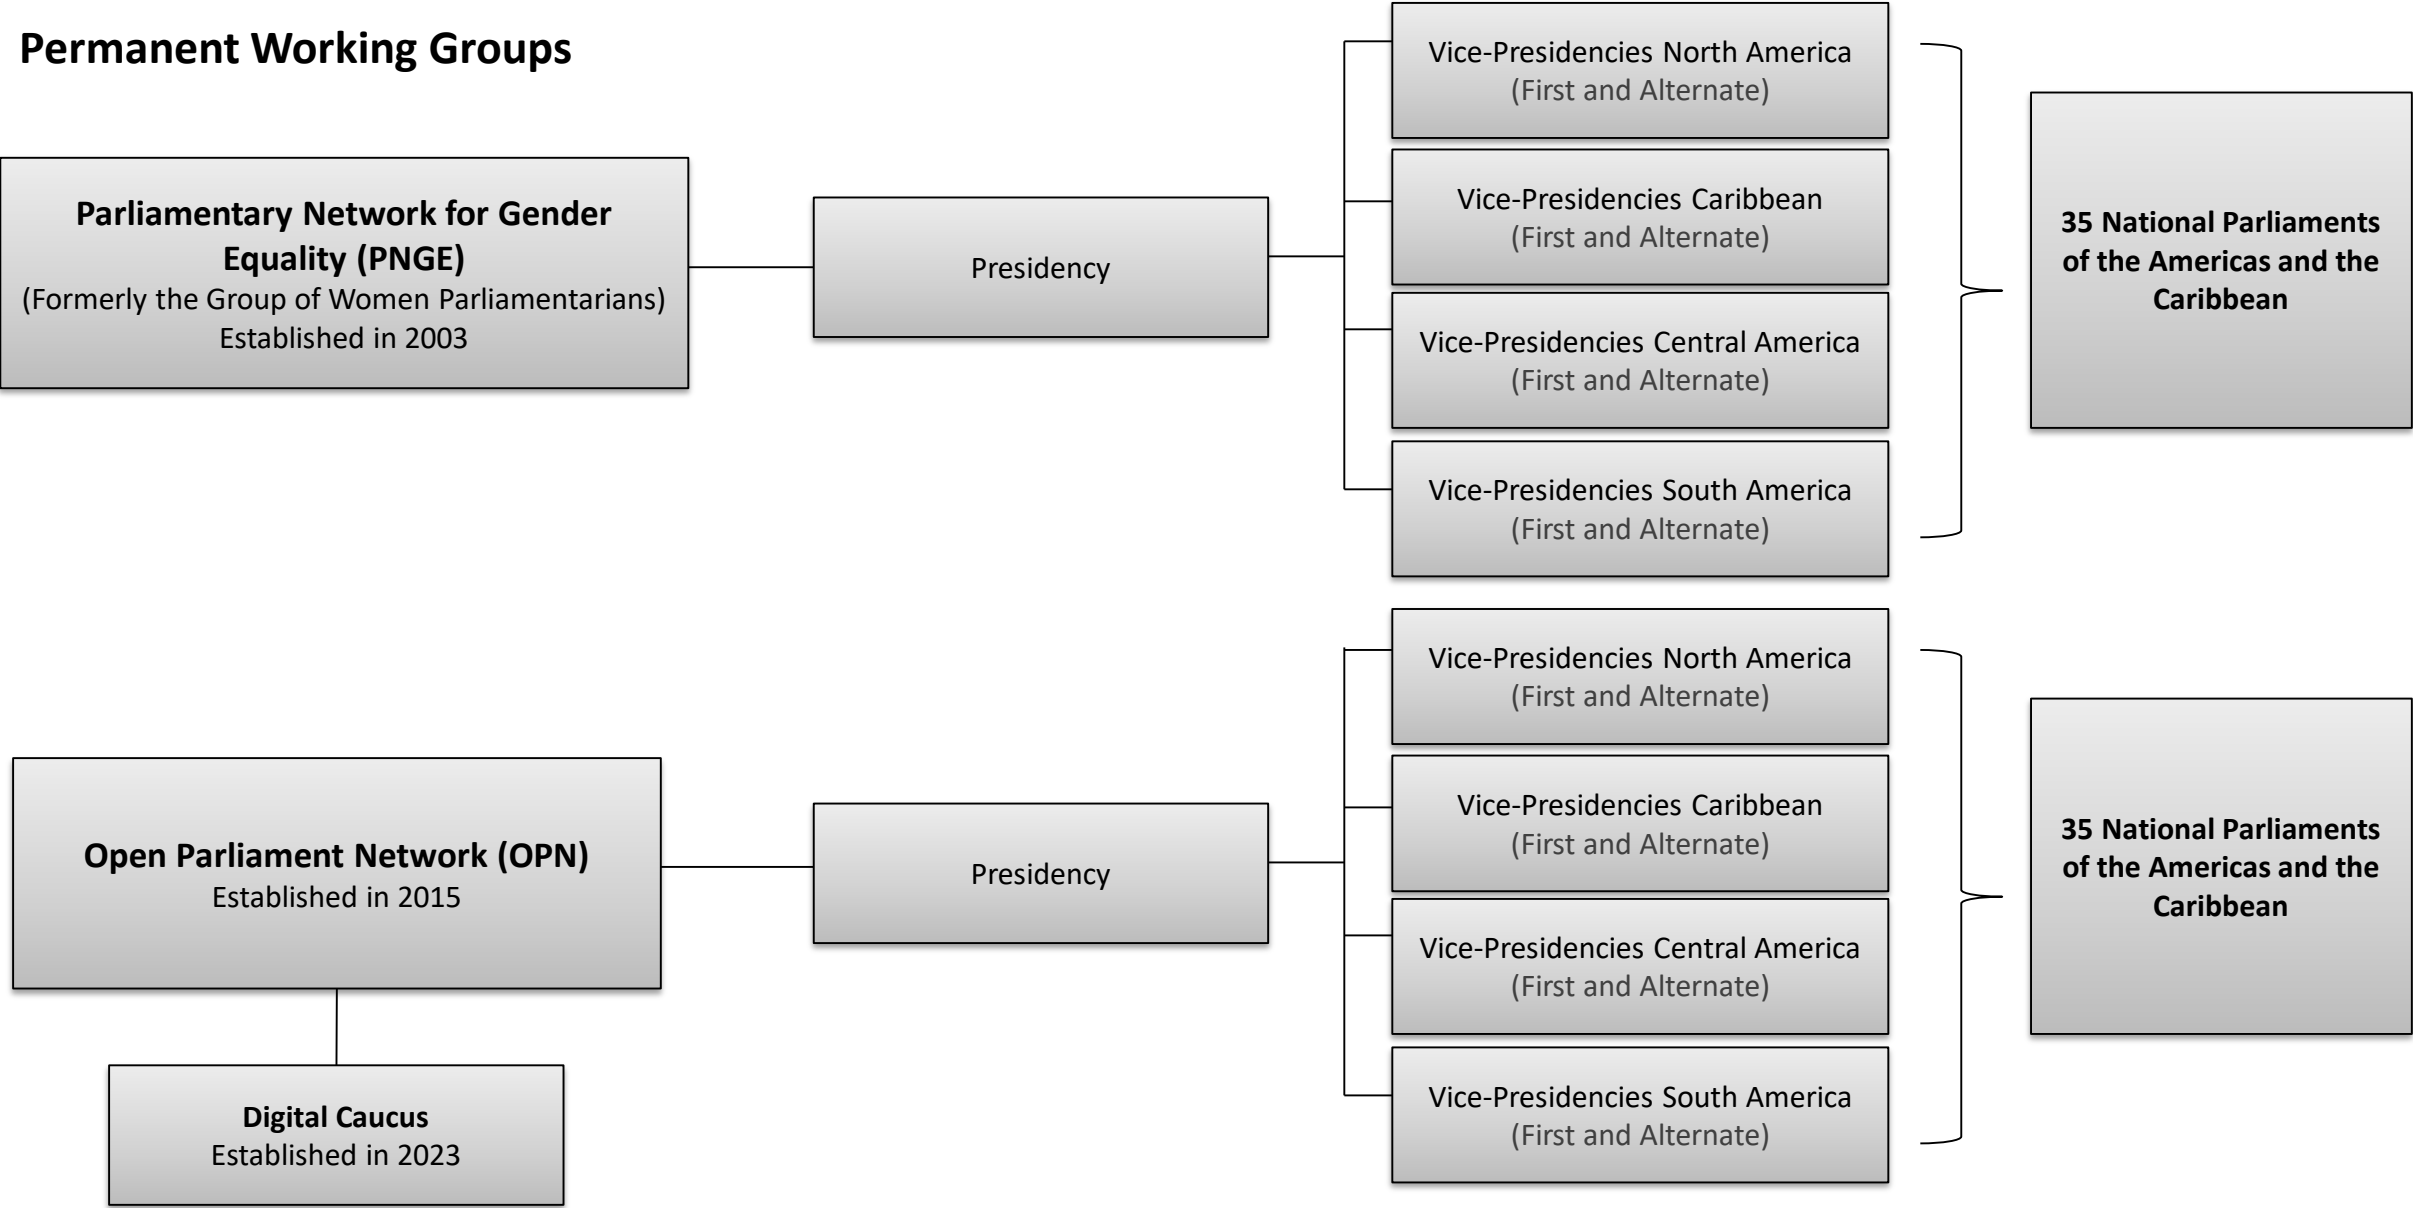 Permanent Working Groups
Parliamentary Network for Gender
Equality (PNGE)
(Formerly the Group of Women Parliamentarians)
Established in 2003
Presidency
Vice-Presidencies North America
(First and Alternate)
Vice-Presidencies Caribbean
(First and Alternate)
Vice-Presidencies Central America
(First and Alternate)
Vice-Presidencies South America
(First and Alternate)
35 National Parliaments
of the Americas and the
Caribbean
Open Parliament Network (OPN)
Established in 2015
Digital Caucus
Established in 2023
Presidency
Vice-Presidencies North America
(First and Alternate)
Vice-Presidencies Caribbean
(First and Alternate)
Vice-Presidencies Central America
(First and Alternate)
Vice-Presidencies South America
(First and Alternate)
35 National Parliaments
of the Americas and the
Caribbean